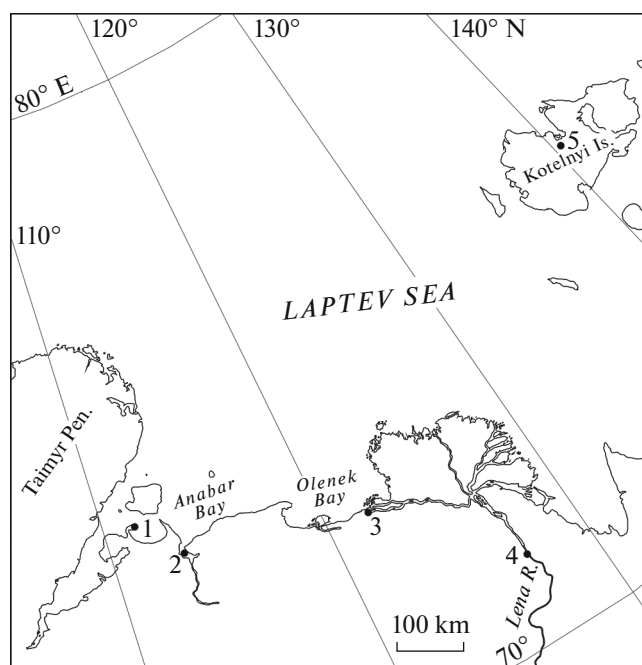 120°
130°
140° N
80° E
5
Kotelnyi Is.
110°
LAPTEV SEA
Taimyr Pen.
Anabar
Bay
Olenek
Bay
1
2
3
4
Lena R.
100 km
70°